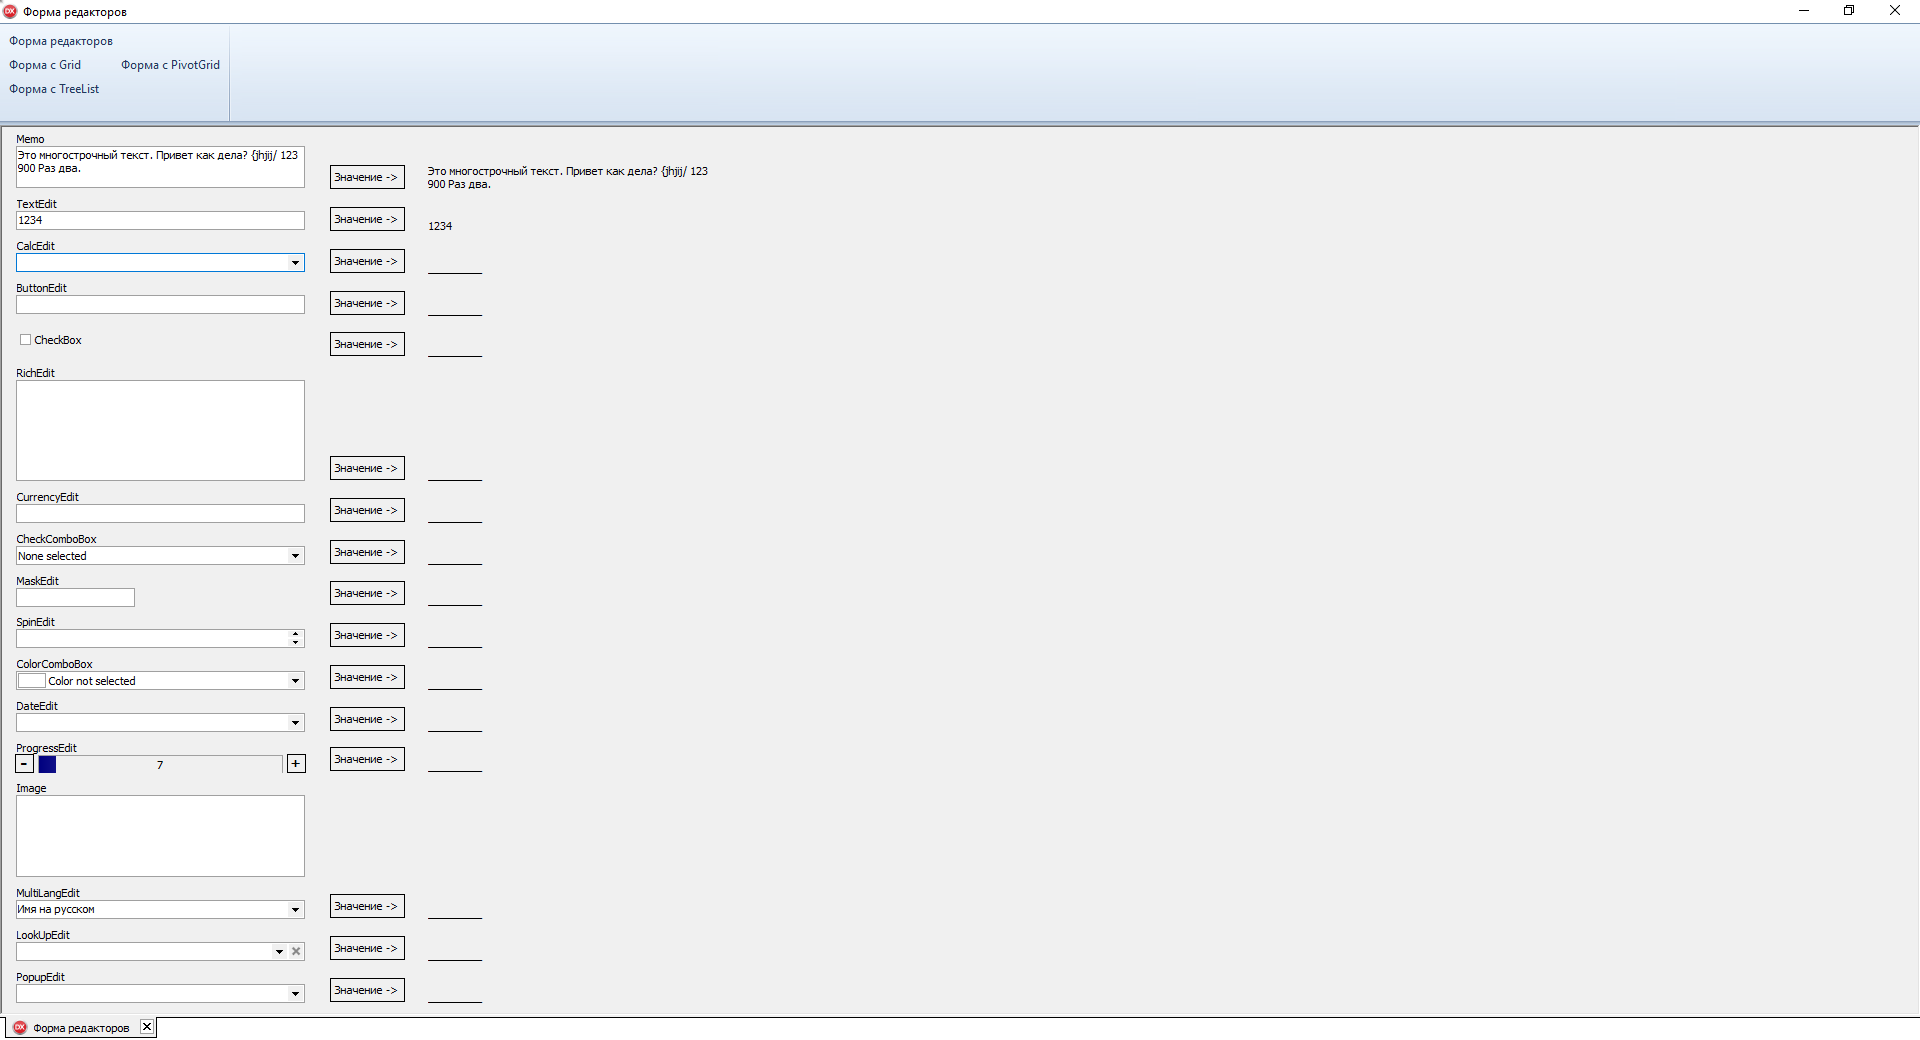 Форма редакторов
Форма редакторов
Форма с Grid Форма с PivotGrid
Форма с TreeList
Memo
Это многострочный текст. Привет как дела? {jhjij/ 123
900 Раз два.
Значение ->
Это многострочный текст. Привет как дела? {jhjij/ 123
900 Раз два.
TextEdit
1234
Значение ->
1234
CalcEdit
Значение ->
ButtonEdit
Значение ->
CheckBox
Значение ->
RichEdit
Значение ->
CurrencyEdit
Значение ->
CheckComboBox
None selected
Значение ->
MaskEdit
Значение ->
SpinEdit
Значение ->
ColorComboBox
Color not selected
Значение ->
DateEdit
Значение ->
ProgressEdit
- 7 +
Значение ->
Image
MultiLangEdit
Имя на русском
Значение ->
LookUpEdit
Значение ->
PopupEdit
Значение ->
Форма редакторов